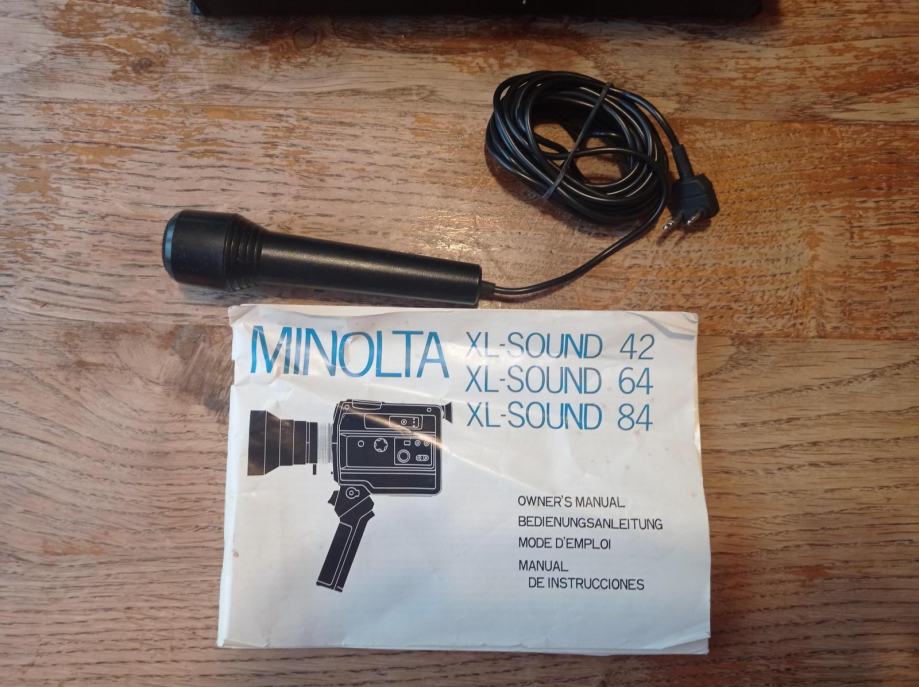 MINOLTA
XL-SOUND 42
XL-SOUND 64
XL-SOUND 84
OWNER'S MANUAL
BEDIENUNGSANLEITUNG
MODE D'EMPLOI
MANUAL
DE INSTRUCCIONES